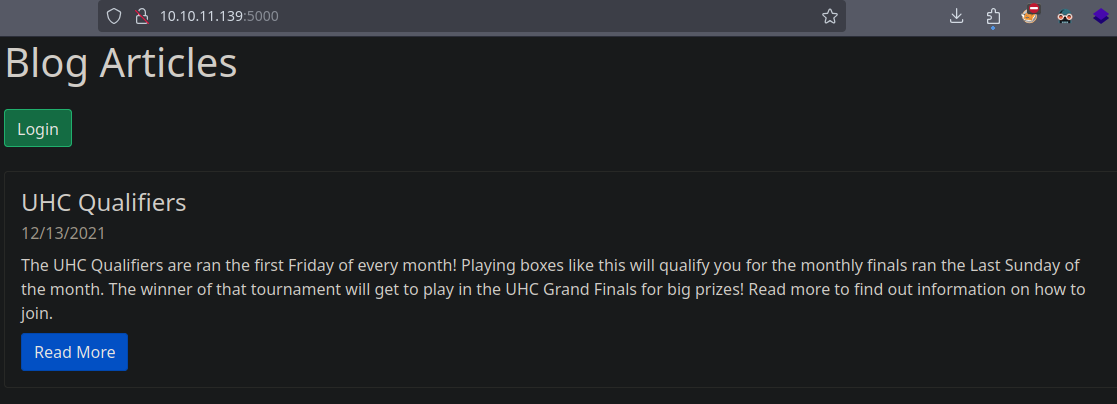 10.10.11.139:5000
Blog Articles
Login
UHC Qualifiers
12/13/2021
The UHC Qualifiers are ran the first Friday of every month! Playing boxes like this will qualify you for the monthly finals ran the Last Sunday of
the month. The winner of that tournament will get to play in the UHC Grand Finals for big prizes! Read more to find out information on how to
join.
Read More